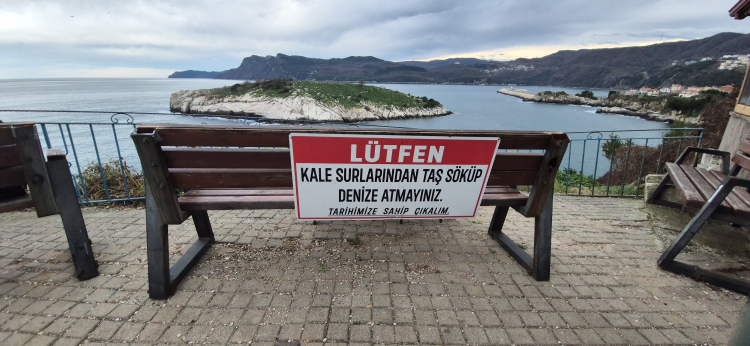 LÜTFEN
KALE SURLARINDAN TAŞ SÖKÜP
DENİZE ATMAYINIZ.
TARİHİMİZE SAHİP ÇIKALIM.